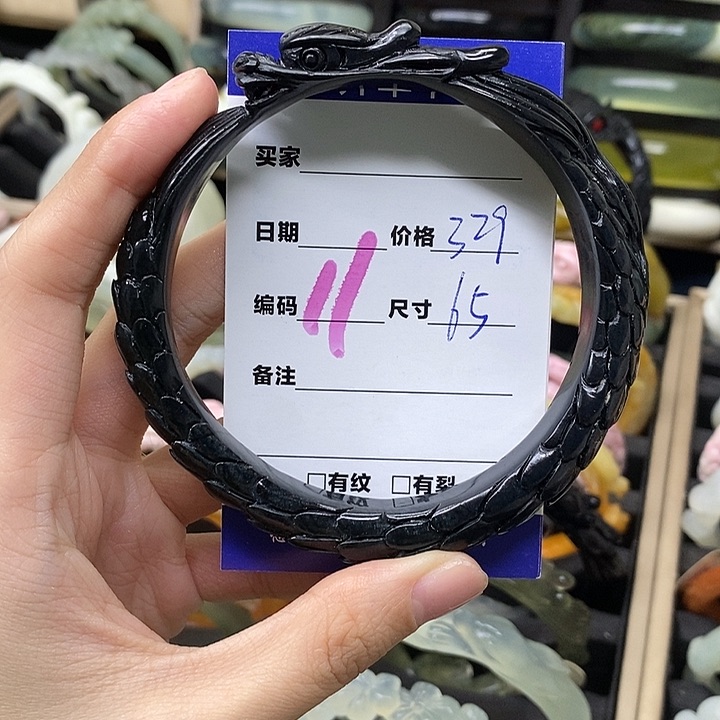 买家
日期 价格 329
编码 11 尺寸 65
备注
□有纹 □有裂